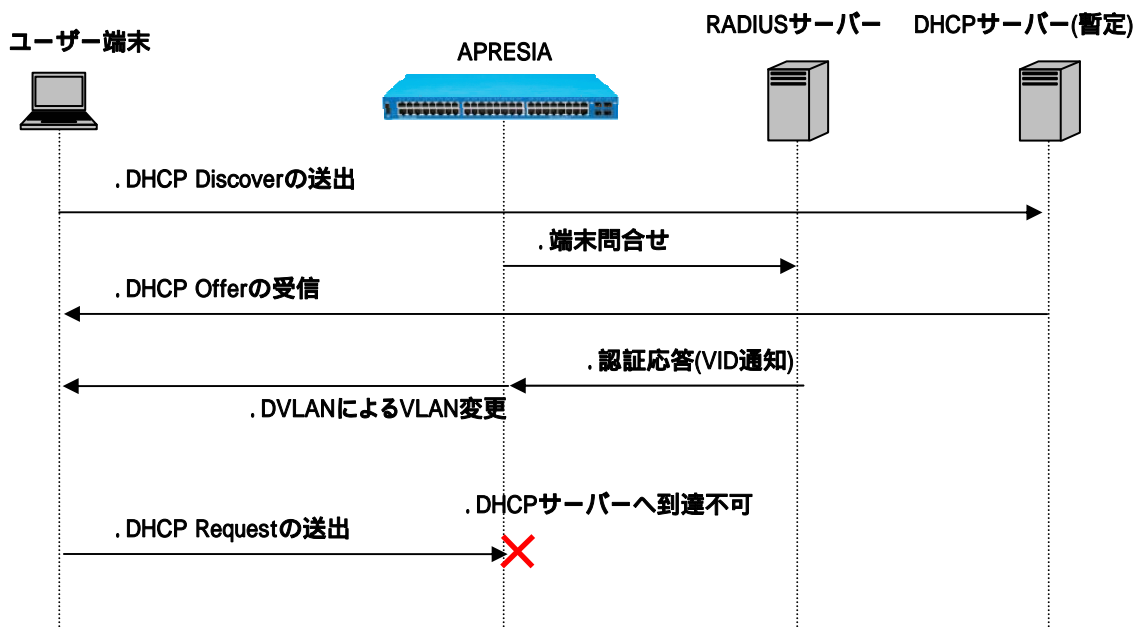 ユーザー端末
APRESIA
RADIUSサーバー
DHCPサーバー(暫定)
. DHCP Discoverの送出
. 端末問合せ
. DHCP Offerの受信
. 認証応答(VID通知)
. DVLANによるVLAN変更
. DHCPサーバーへ到達不可
. DHCP Requestの送出